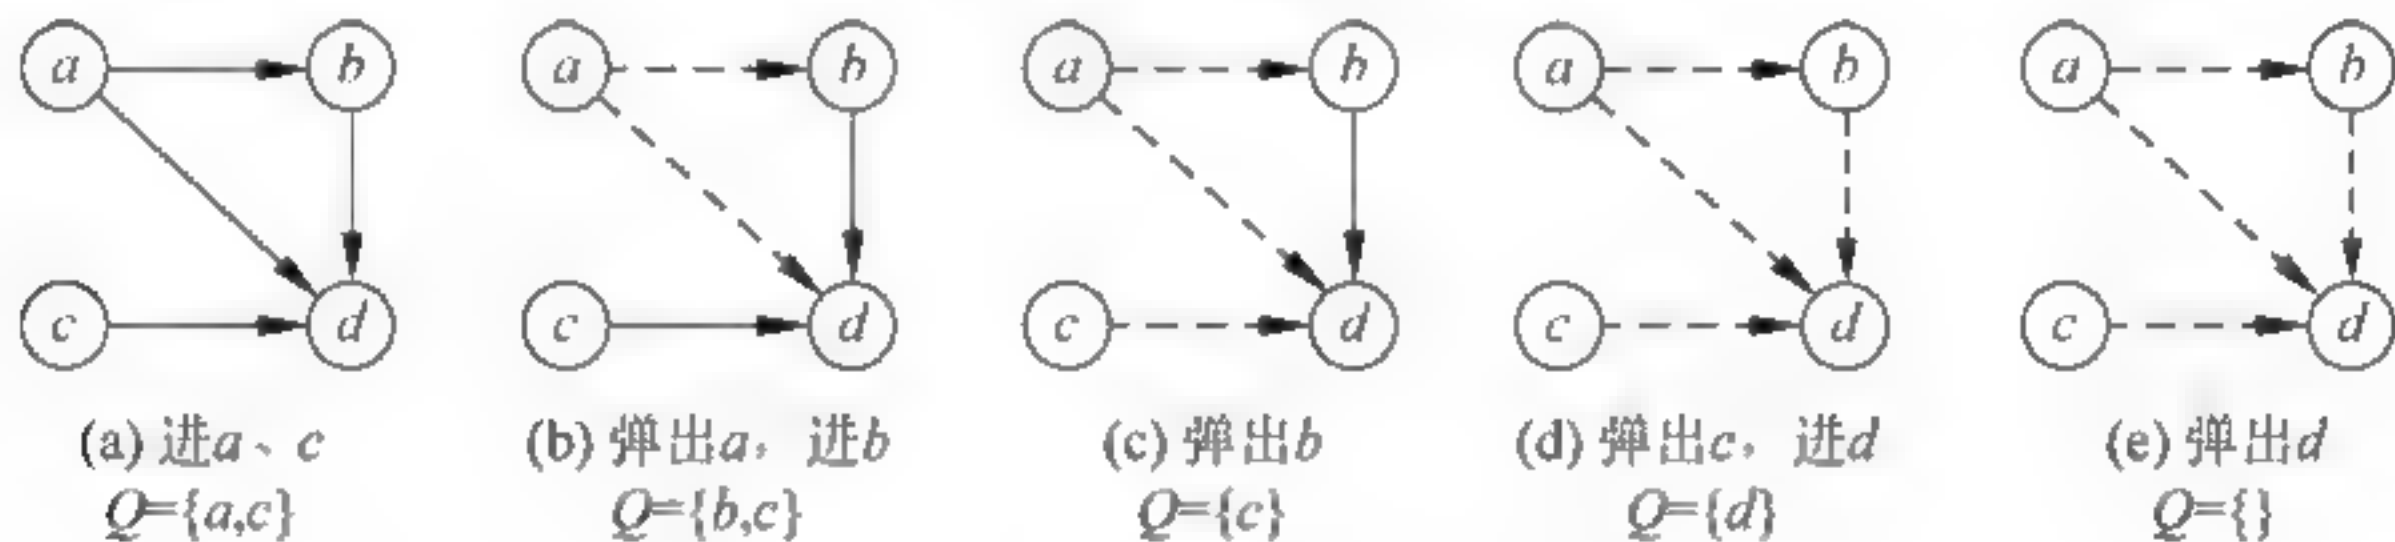 a b a b a b a b a b
c d c d c d c d c d
(a) 进a、c (b) 弹出a，进b (c) 弹出b (d) 弹出c，进d (e) 弹出d
Q={a,c} Q={b,c} Q={c} Q={d} Q={}